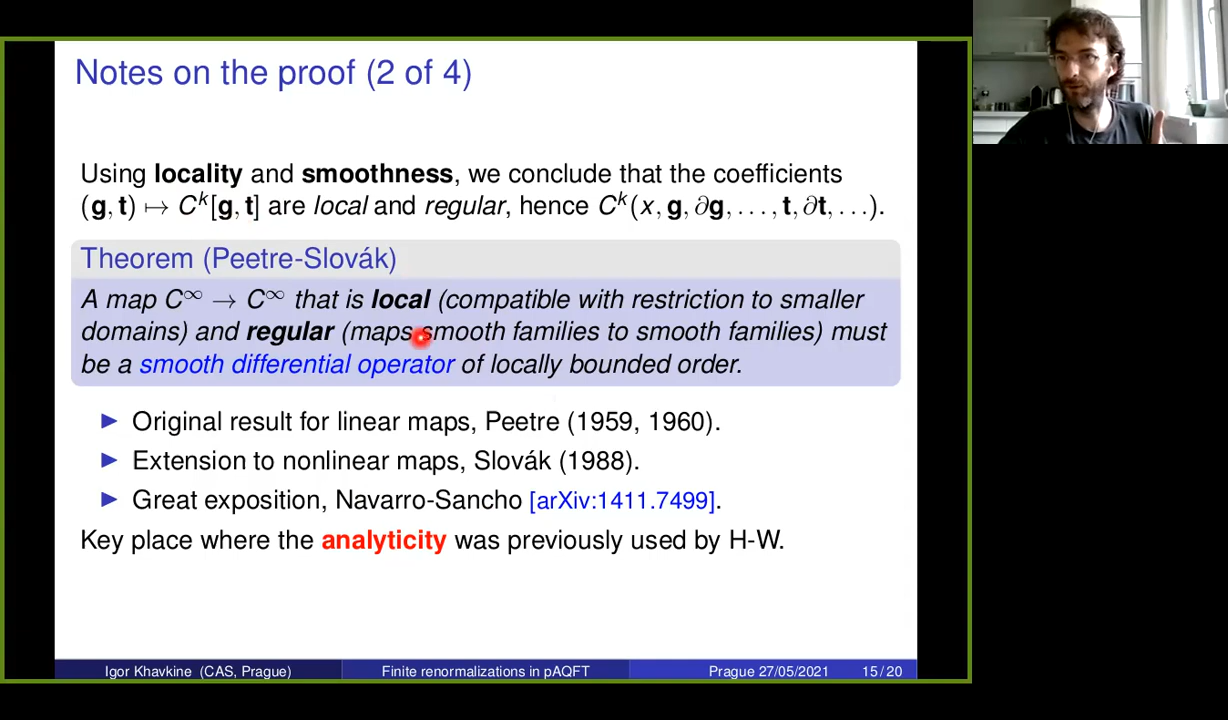 Notes on the proof (2 of 4)
Using locality and smoothness, we conclude that the coefficients
(g, t) ↦ Cᵏ[g, t] are local and regular, hence Cᵏ(x, g, ∂g, . . . , t, ∂t, . . .).
Theorem (Peetre-Slovák)
A map C∞ → C∞ that is local (compatible with restriction to smaller
domains) and regular (maps smooth families to smooth families) must
be a smooth differential operator of locally bounded order.
▶ Original result for linear maps, Peetre (1959, 1960).
▶ Extension to nonlinear maps, Slovák (1988).
▶ Great exposition, Navarro-Sancho [arXiv:1411.7499].
Key place where the analyticity was previously used by H-W.
Igor Khavkine (CAS, Prague) Finite renormalizations in pAQFT Prague 27/05/2021 15 / 20